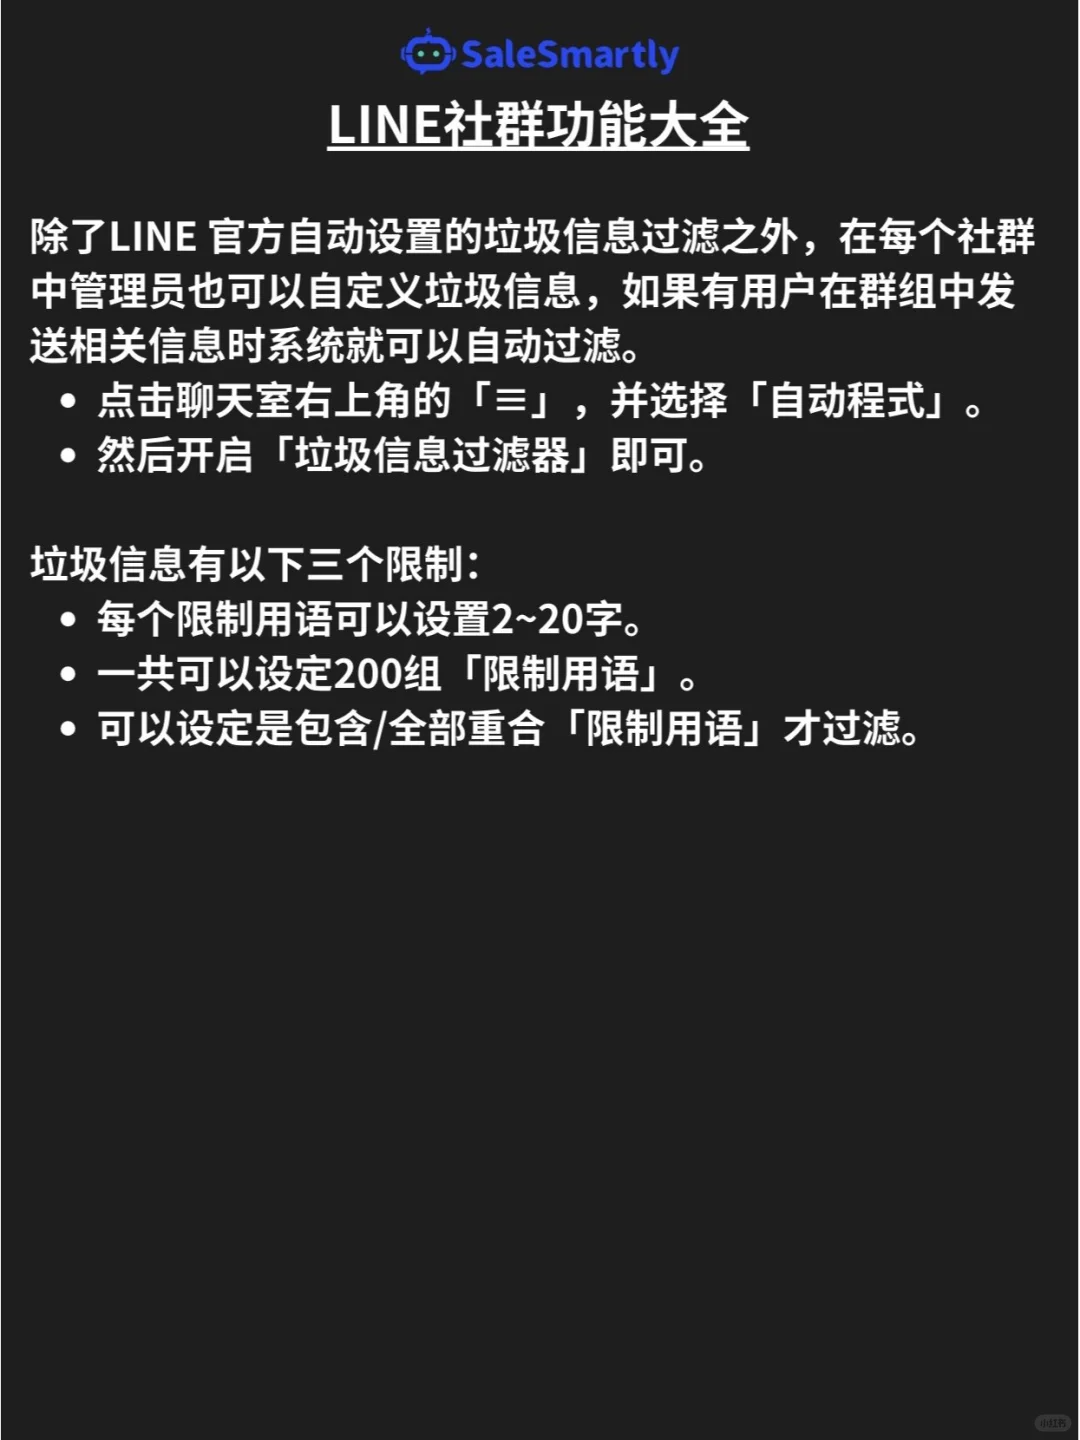 SaleSmartly
LINE社群功能大全
除了LINE 官方自动设置的垃圾信息过滤之外，在每个社群
中管理员也可以自定义垃圾信息，如果有用户在群组中发
送相关信息时系统就可以自动过滤。
• 点击聊天室右上角的「≡」，并选择「自动程式」。
• 然后开启「垃圾信息过滤器」即可。
垃圾信息有以下三个限制：
• 每个限制用语可以设置2~20字。
• 一共可以设定200组「限制用语」。
• 可以设定是包含/全部重合「限制用语」才过滤。